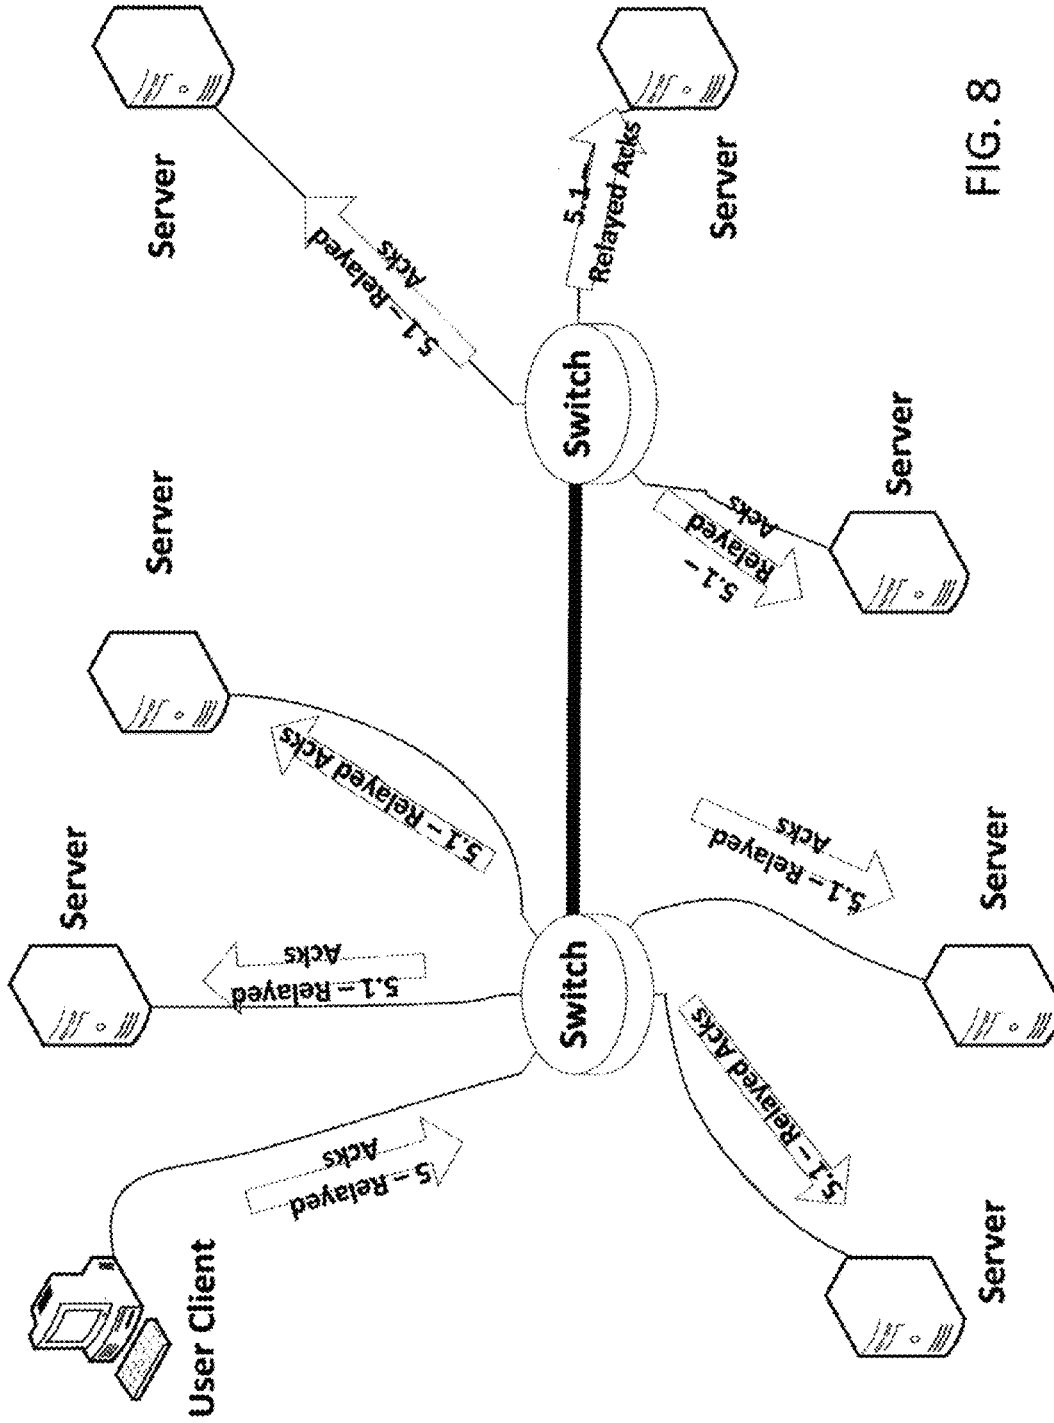 Server
Server
Server
User Client
5 – Relayed
Acks
5.1 – Relayed
Acks
5.1 – Relayed Acks
5.1 – Relayed
Acks
Switch
Switch
5.1 –
Relayed Acks
5.1 – Relayed Acks
5.1 – Relayed
Acks
5.1 –
Relayed
Acks
Server
Server
Server
Server
FIG. 8